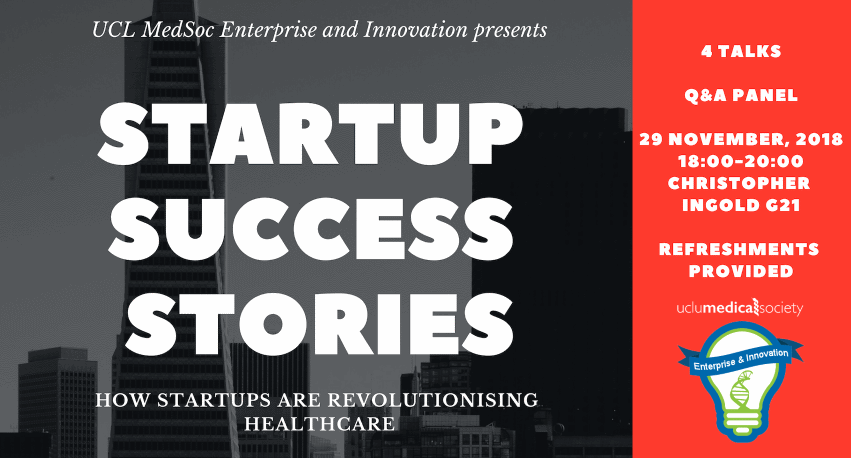 UCL MedSoc Enterprise and Innovation presents
STARTUP
SUCCESS
STORIES
HOW STARTUPS ARE REVOLUTIONISING
HEALTHCARE
4 TALKS
Q&A PANEL
29 NOVEMBER, 2018
18:00-20:00
CHRISTOPHER
INGOLD G21
REFRESHMENTS
PROVIDED
uclumedicalsociety
Enterprise & Innovation